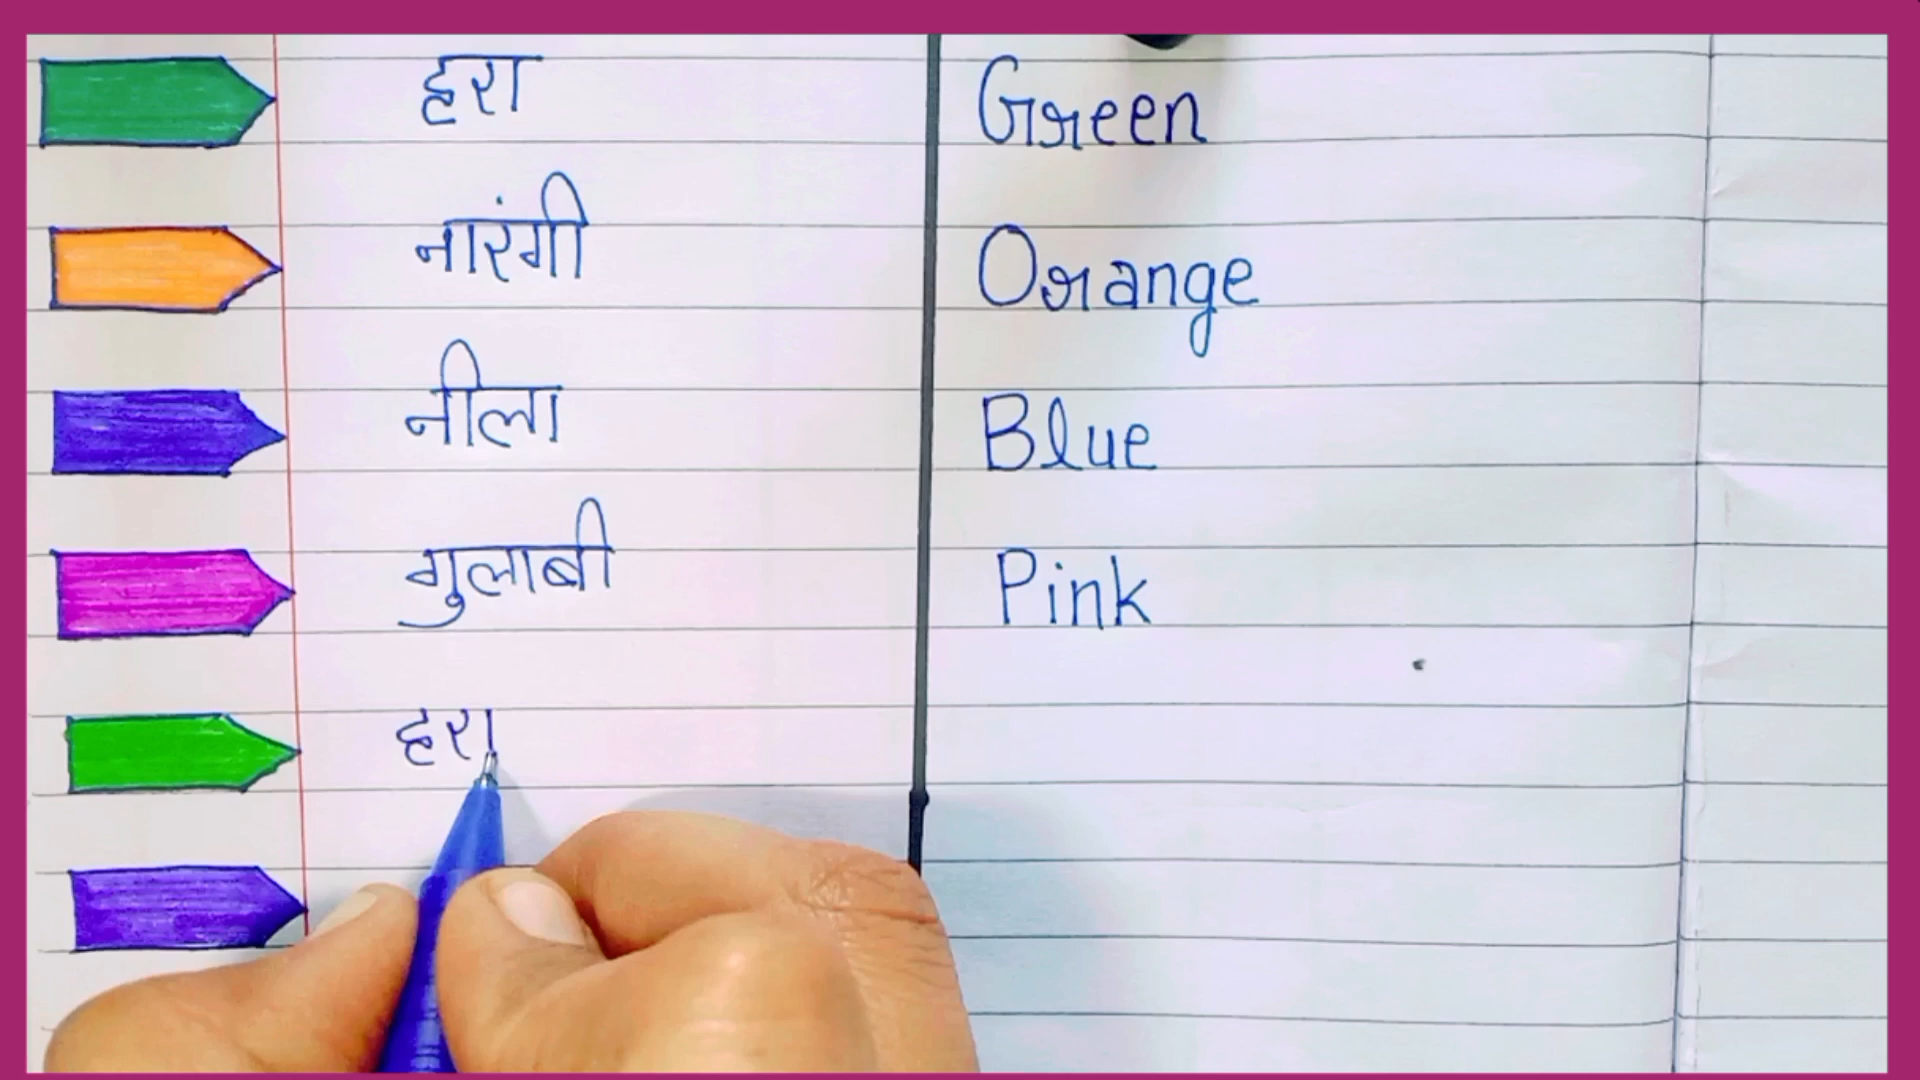 हरा Green
नारंगी Orange
नीला Blue
गुलाबी Pink
हरा